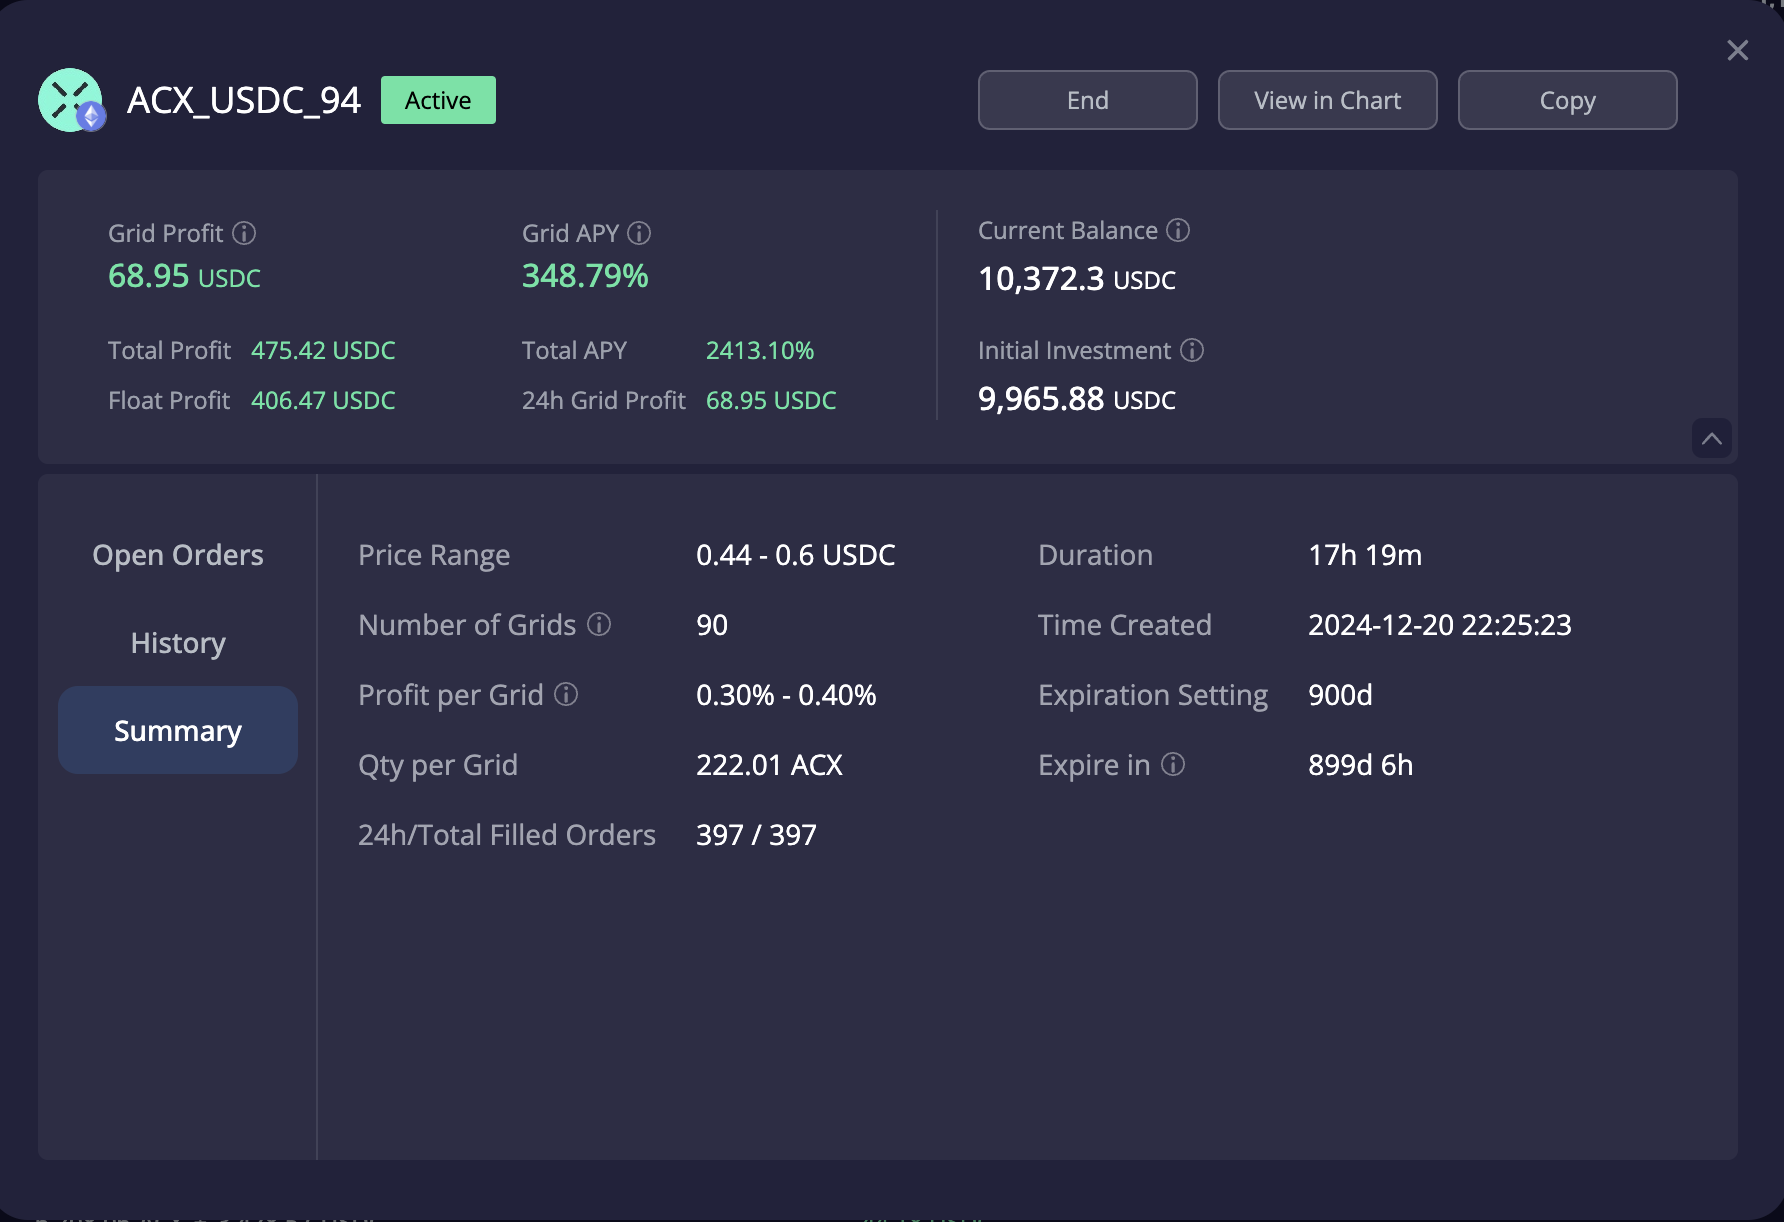 ACX_USDC_94
Active
End
View in Chart
Copy
Grid Profit
68.95 USDC
Grid APY
348.79%
Total Profit 475.42 USDC
Total APY 2413.10%
Float Profit 406.47 USDC
24h Grid Profit 68.95 USDC
Current Balance
10,372.3 USDC
Initial Investment
9,965.88 USDC
Open Orders
History
Summary
Price Range 0.44 - 0.6 USDC
Number of Grids 90
Profit per Grid 0.30% - 0.40%
Qty per Grid 222.01 ACX
24h/Total Filled Orders 397 / 397
Duration 17h 19m
Time Created 2024-12-20 22:25:23
Expiration Setting 900d
Expire in 899d 6h